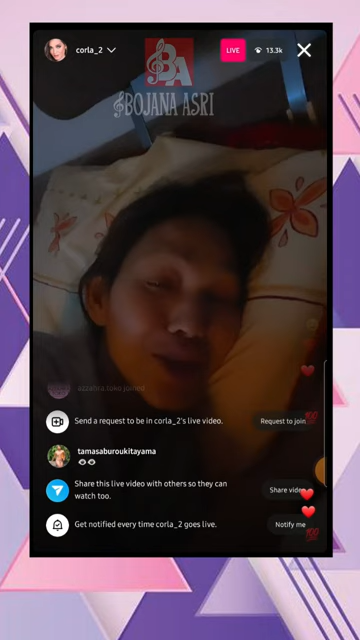 corla_2
LIVE
13.3k
BA
BOJANA ASRI
azzahra.toko joined
Send a request to be in corla_2's live video.
Request to join
tamasaburoukitayama
👀
Share this live video with others so they can
watch too.
Share video
Get notified every time corla_2 goes live.
Notify me
💯
💯